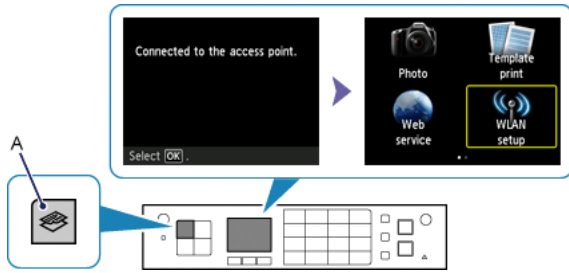 Connected to the access point.
Select OK .
Photo
Template
print
Web
service
WLAN
setup
A